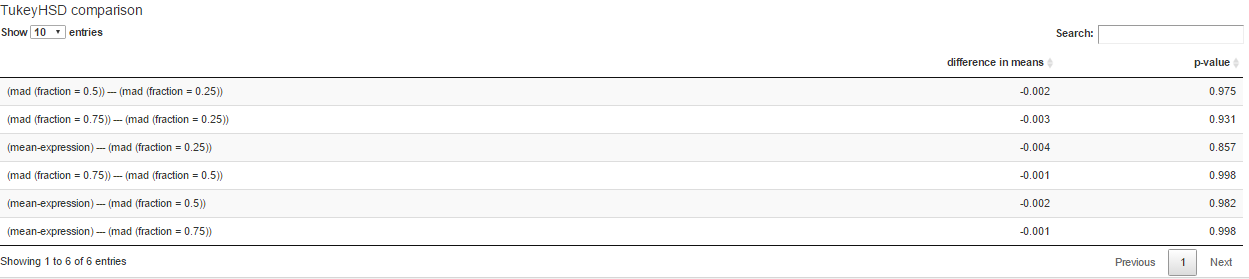 TukeyHSD comparison
Show 10 entries Search:
difference in means p-value
(mad (fraction = 0.5)) --- (mad (fraction = 0.25)) -0.002 0.975
(mad (fraction = 0.75)) --- (mad (fraction = 0.25)) -0.003 0.931
(mean-expression) --- (mad (fraction = 0.25)) -0.004 0.857
(mad (fraction = 0.75)) --- (mad (fraction = 0.5)) -0.001 0.998
(mean-expression) --- (mad (fraction = 0.5)) -0.002 0.982
(mean-expression) --- (mad (fraction = 0.75)) -0.001 0.998
Showing 1 to 6 of 6 entries Previous 1 Next